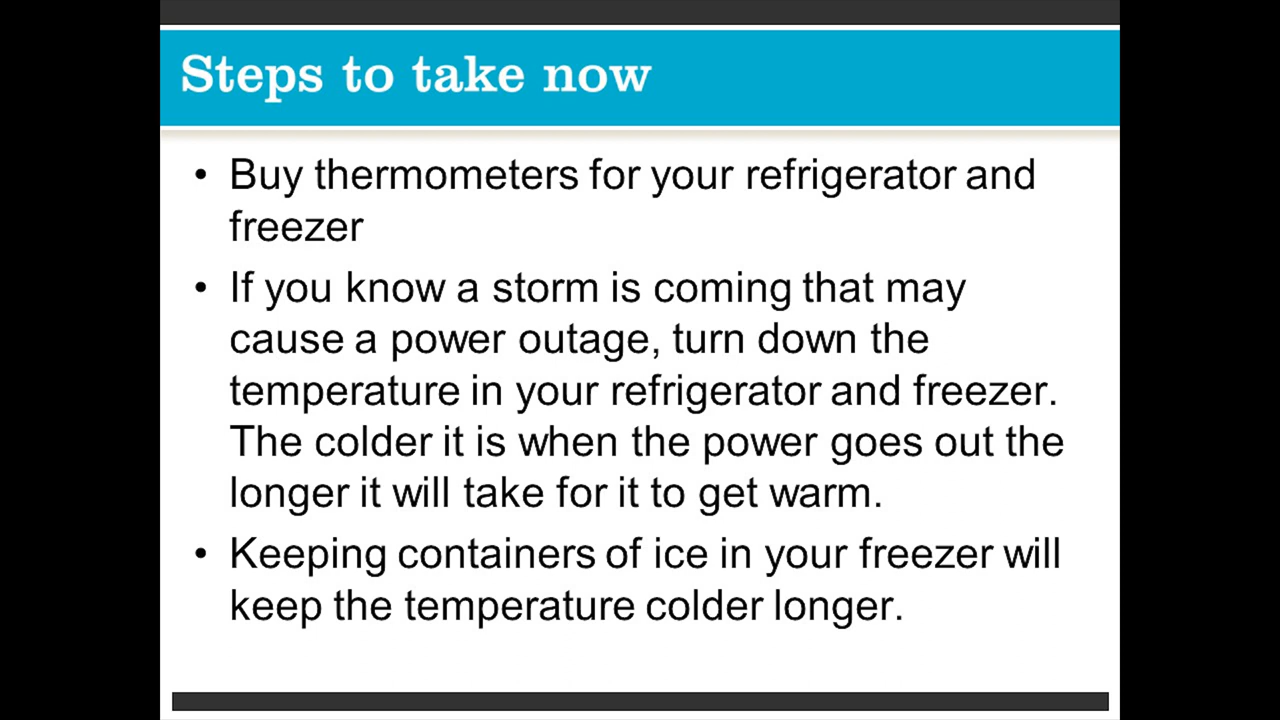 Steps to take now
• Buy thermometers for your refrigerator and
freezer
• If you know a storm is coming that may
cause a power outage, turn down the
temperature in your refrigerator and freezer.
The colder it is when the power goes out the
longer it will take for it to get warm.
• Keeping containers of ice in your freezer will
keep the temperature colder longer.